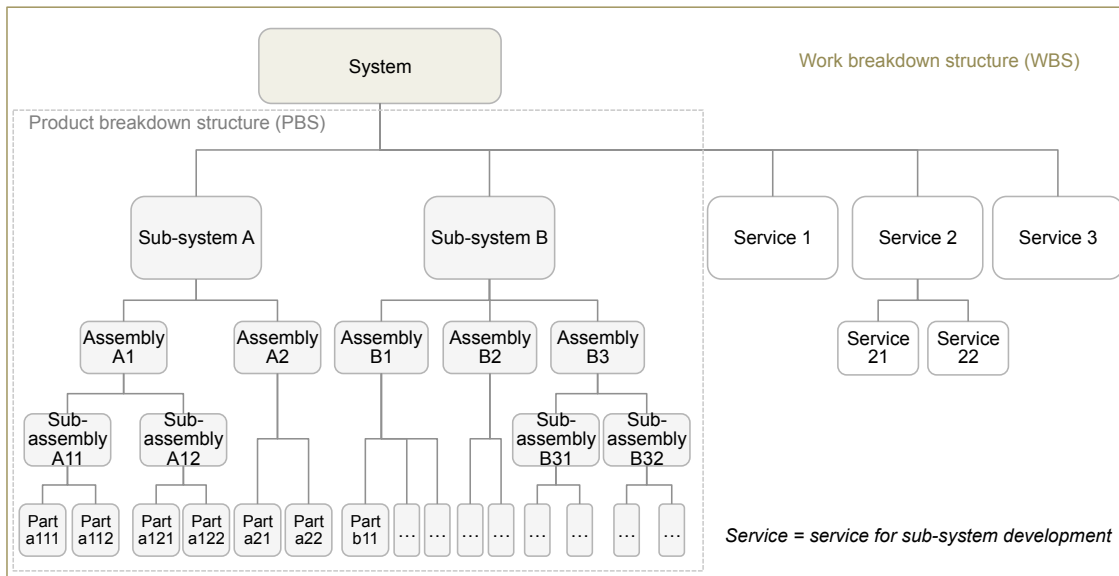 System
Work breakdown structure (WBS)
Product breakdown structure (PBS)
Sub-system A
Sub-system B
Service 1
Service 2
Service 3
Assembly
A1
Assembly
A2
Assembly
B1
Assembly
B2
Assembly
B3
Service
21
Service
22
Sub-
assembly
A11
Sub-
assembly
A12
Sub-
assembly
B31
Sub-
assembly
B32
Part
a111
Part
a112
Part
a121
Part
a122
Part
a21
Part
a22
Part
b11
…
…
…
…
…
…
…
…
Service = service for sub-system development